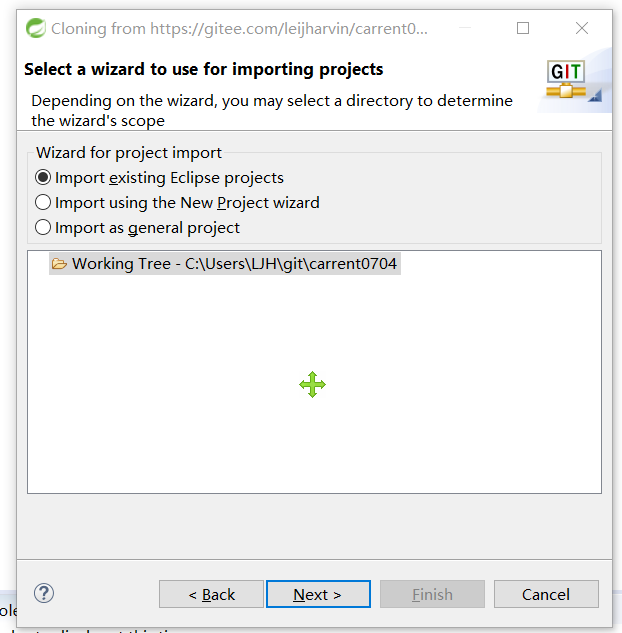 Cloning from https://gitee.com/leijharvin/carrent0...
Select a wizard to use for importing projects
GIT
Depending on the wizard, you may select a directory to determine
the wizard's scope
Wizard for project import
Import existing Eclipse projects
Import using the New Project wizard
Import as general project
Working Tree - C:\Users\LJH\git\carrent0704
?
< Back
Next >
Finish
Cancel